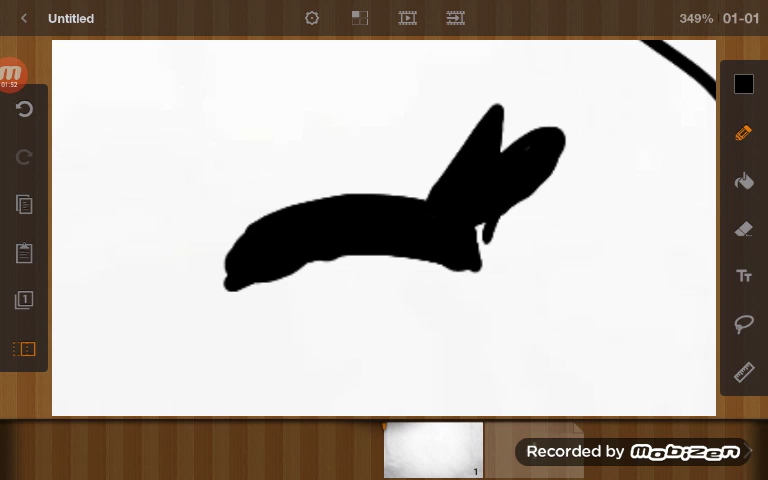 Untitled
349% 01-01
01:52
1
Tт
1
Recorded by Mobizen